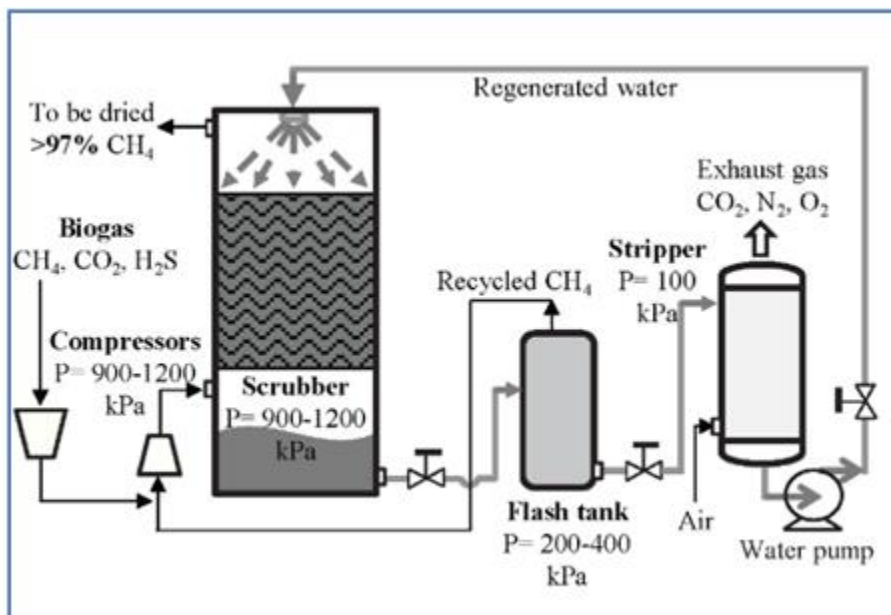 Regenerated water
To be dried
>97% CH₄
Exhaust gas
CO₂, N₂, O₂
Biogas
CH₄, CO₂, H₂S
Stripper
P= 100
kPa
Recycled CH₄
Compressors
P= 900-1200
kPa
Scrubber
P= 900-1200
kPa
Flash tank
P= 200-400
kPa
Air
Water pump